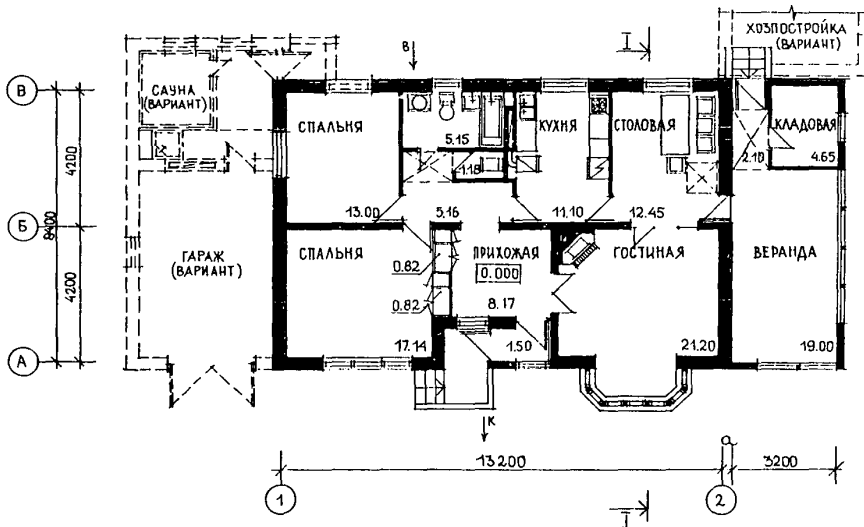 ХОЗПОСТРОЙКА
(ВАРИАНТ)
В
I
САУНА
(ВАРИАНТ)
В
СПАЛЬНЯ
5.15
КУХНЯ
СТОЛОВАЯ
КЛАДОВАЯ
2.10
4.65
1.18
4200
8400
4200
13.00
5.16
11.10
12.45
Б
ГАРАЖ
(ВАРИАНТ)
СПАЛЬНЯ
ПРИХОЖАЯ
0.000
ГОСТИНАЯ
ВЕРАНДА
0.82
0.82
8.17
17.14
1.50
21.20
19.00
А
К
13200
3200
1
2
I